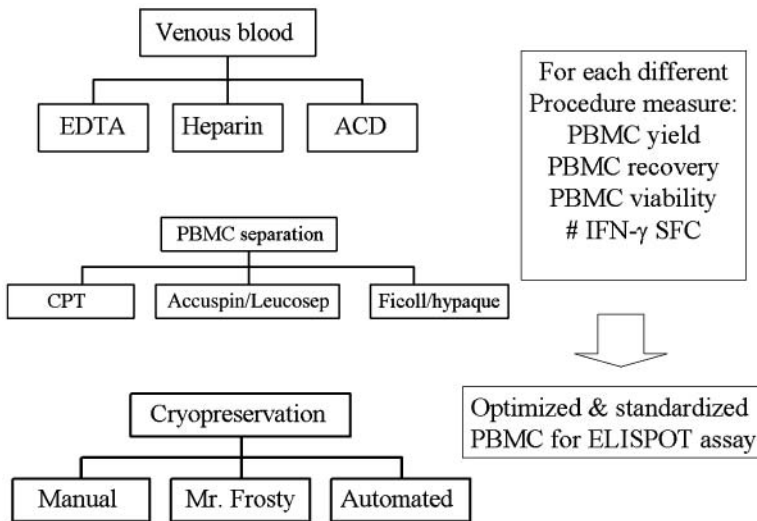 Venous blood
EDTA
Heparin
ACD
PBMC separation
CPT
Accuspin/Leucosep
Ficoll/hypaque
Cryopreservation
Manual
Mr. Frosty
Automated
For each different
Procedure measure:
PBMC yield
PBMC recovery
PBMC viability
# IFN-γ SFC
Optimized & standardized
PBMC for ELISPOT assay